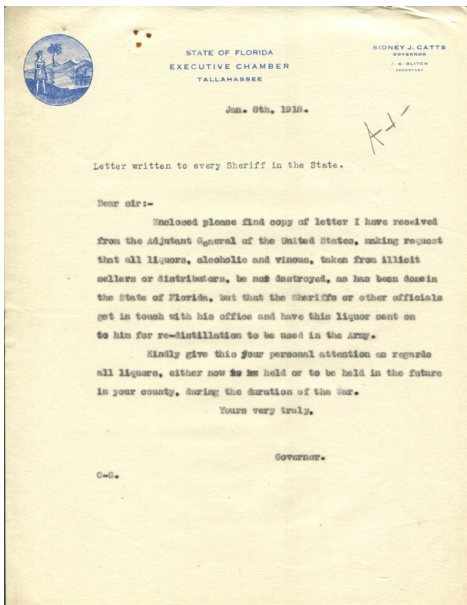 STATE OF FLORIDA
EXECUTIVE CHAMBER
TALLAHASSEE
SIDNEY J. CATTS
GOVERNOR
J. S. BLITCH
SECRETARY
Jan. 8th, 1918.
Letter written to every Sheriff in the State.
Dear sir:-
Enclosed please find copy of letter I have received
from the Adjutant General of the United States, making request
that all liquors, alcoholic and vinous, taken from illicit
sellers or distributors, be not destroyed, as has been done in
the State of Florida, but that the Sheriffs or other officials
get in touch with his office and have this liquor sent on
to him for re-distillation to be used in the Army.
Kindly give this your personal attention as regards
all liquors, either now held or to be held in the future
in your county, during the duration of the War.
Yours very truly,
Governor.
C-G.